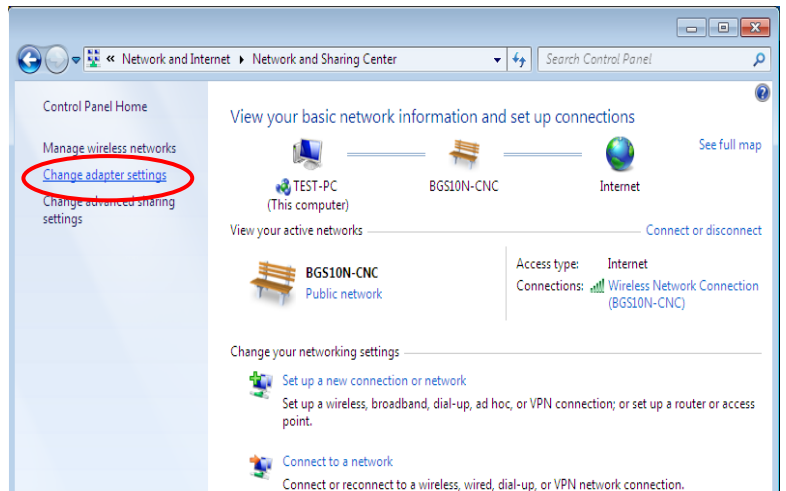 « Network and Internet ▸ Network and Sharing Center
Search Control Panel
Control Panel Home
Manage wireless networks
Change adapter settings
Change advanced sharing
settings
View your basic network information and set up connections
See full map
TEST-PC
(This computer)
BGS10N-CNC
Internet
View your active networks
Connect or disconnect
BGS10N-CNC
Public network
Access type: Internet
Connections: Wireless Network Connection
(BGS10N-CNC)
Change your networking settings
Set up a new connection or network
Set up a wireless, broadband, dial-up, ad hoc, or VPN connection; or set up a router or access
point.
Connect to a network
Connect or reconnect to a wireless, wired, dial-up, or VPN network connection.